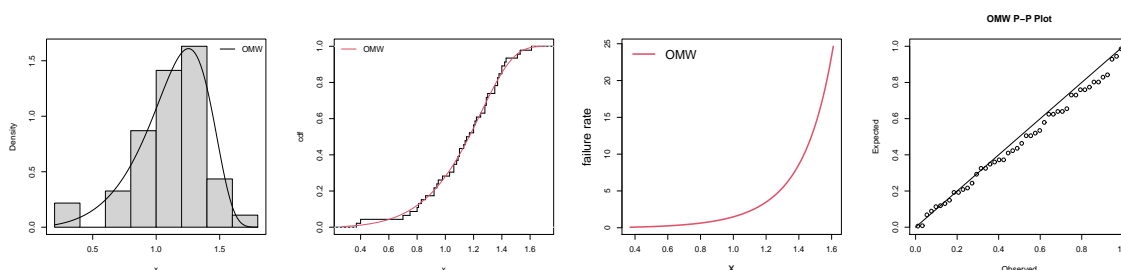 Density
0.0 0.5 1.0 1.5
OMW
0.5 1.0 1.5
x
cdf
0.0 0.2 0.4 0.6 0.8 1.0
OMW
0.4 0.6 0.8 1.0 1.2 1.4 1.6
x
failure rate
0 5 10 15 20 25
OMW
0.4 0.6 0.8 1.0 1.2 1.4 1.6
x
OMW P−P Plot
Expected
0.0 0.2 0.4 0.6 0.8 1.0
0.0 0.2 0.4 0.6 0.8
Observed